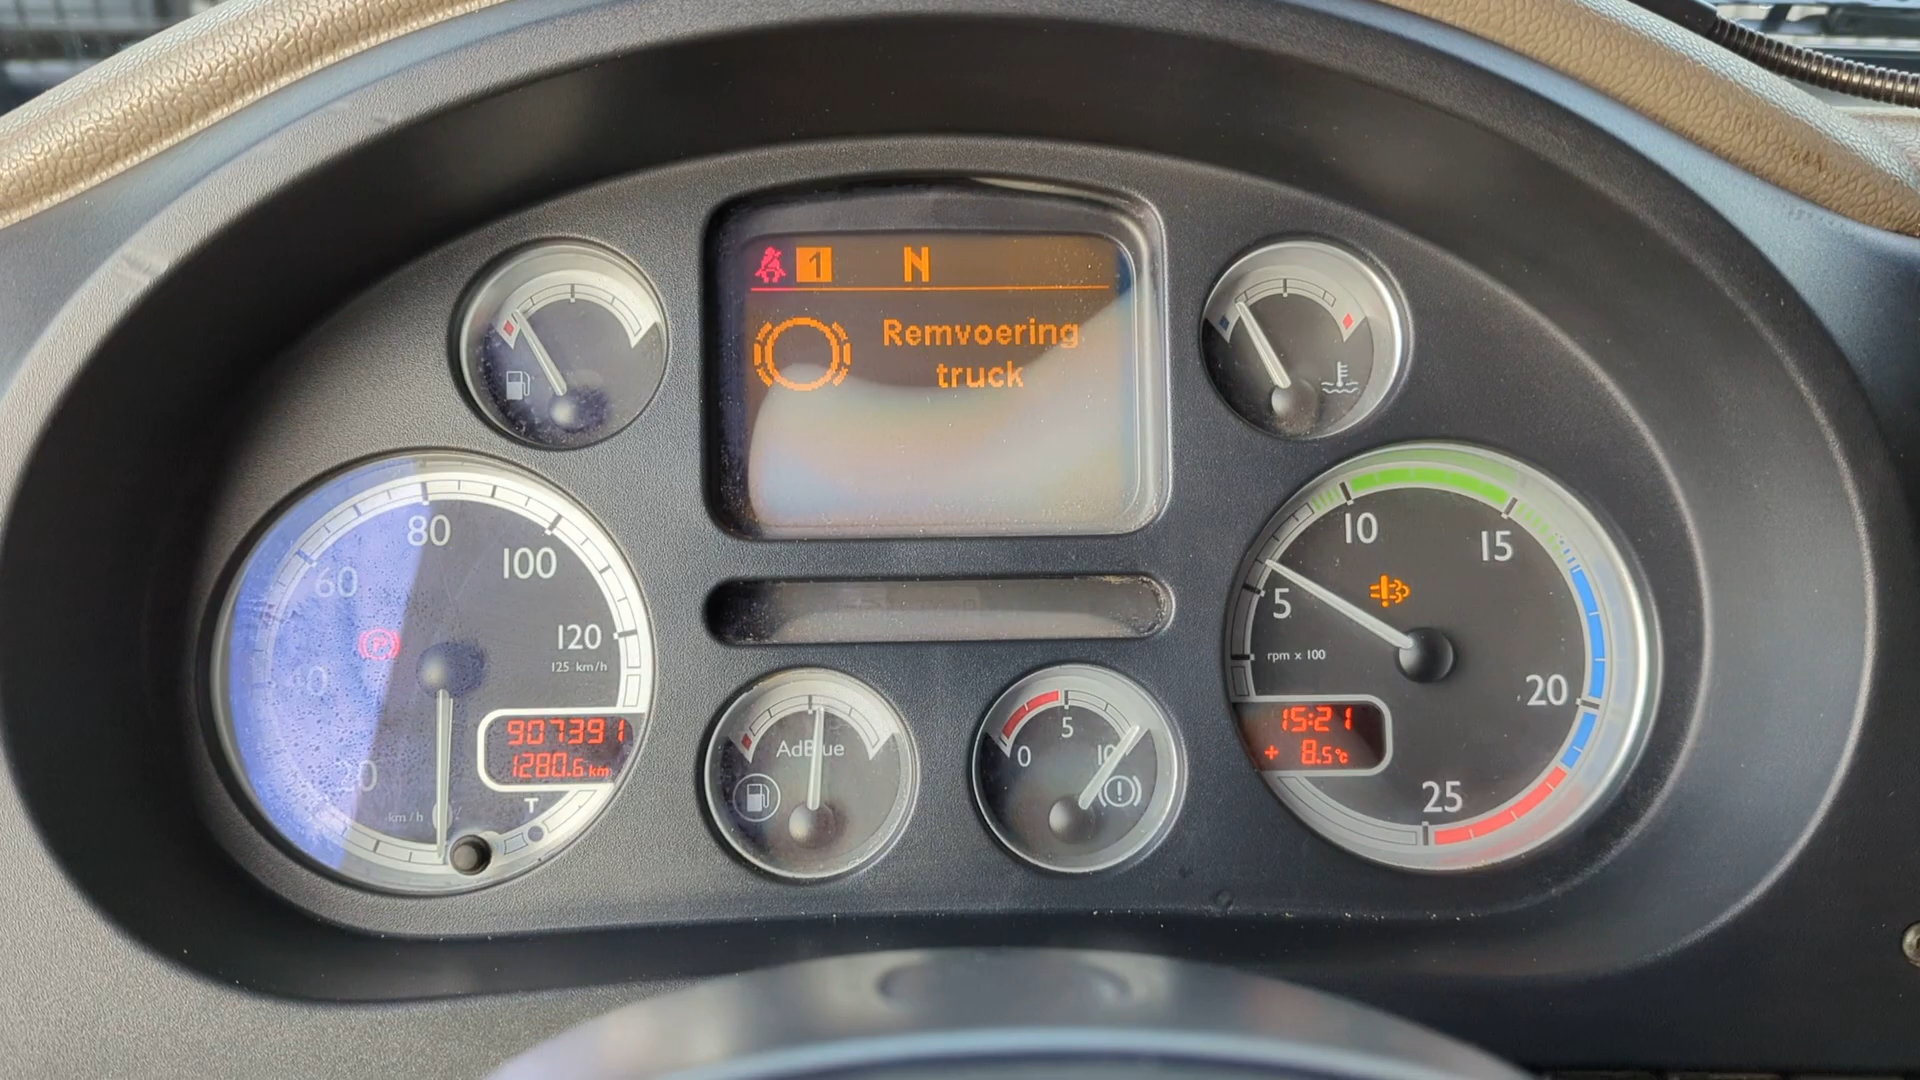 1 N
Remvoering
truck
80
100
60
120
125 km/h
20
km/h
907391
1280.6 km
T
AdBlue
0
5
10
10
15
5
rpm x 100
20
25
15:21
+ 8.5°C